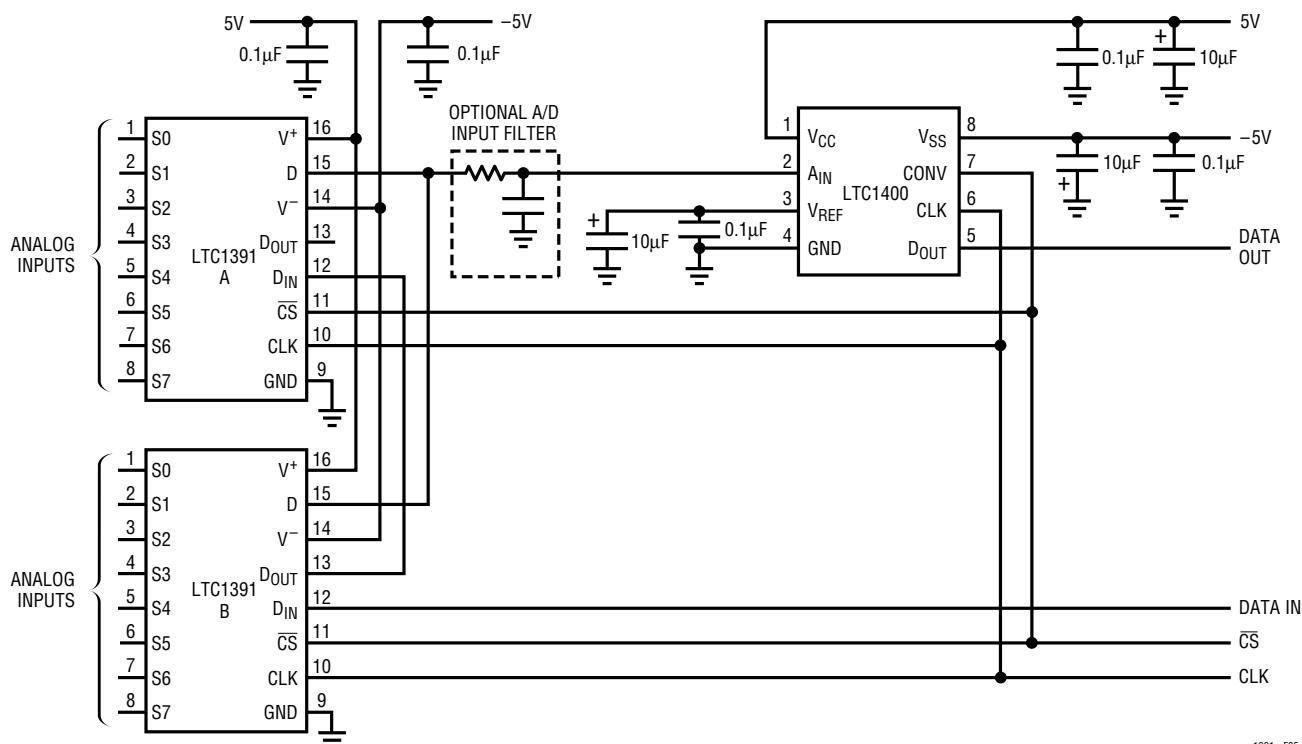 5V
0.1µF
–5V
0.1µF
5V
0.1µF
+
10µF
OPTIONAL A/D
INPUT FILTER
ANALOG
INPUTS
1 S0
2 S1
3 S2
4 S3
5 S4
6 S5
7 S6
8 S7
LTC1391
A
V+ 16
D 15
V– 14
DOUT 13
DIN 12
CS 11
CLK 10
GND 9
1 VCC
2 AIN
3 VREF
4 GND
LTC1400
VSS 8
CONV 7
CLK 6
DOUT 5
+
10µF
0.1µF
–5V
10µF
+
0.1µF
DATA
OUT
ANALOG
INPUTS
1 S0
2 S1
3 S2
4 S3
5 S4
6 S5
7 S6
8 S7
LTC1391
B
V+ 16
D 15
V– 14
DOUT 13
DIN 12
CS 11
CLK 10
GND 9
DATA IN
CS
CLK